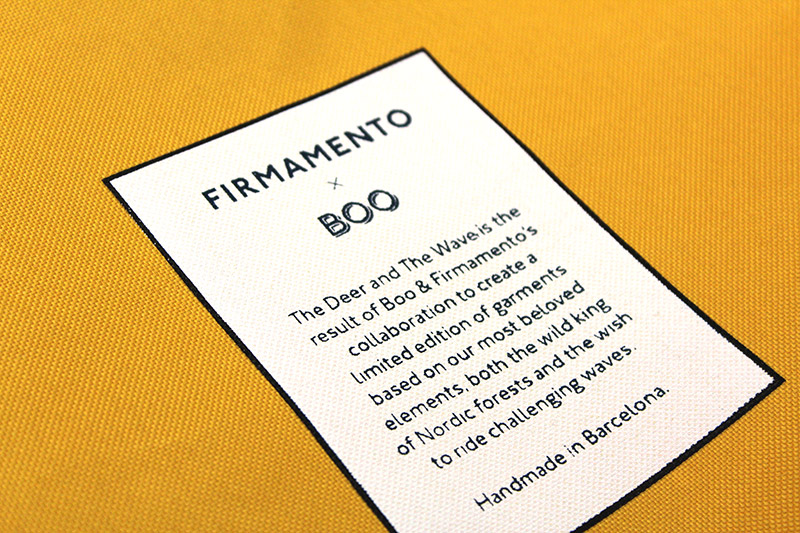 FIRMAMENTO
×
BOO
The Deer and The Wave is the
result of Boo & Firmamento's
collaboration to create a
limited edition of garments
based on our most beloved
elements, both the wild king
of Nordic forests and the wish
to ride challenging waves.
Handmade in Barcelona.